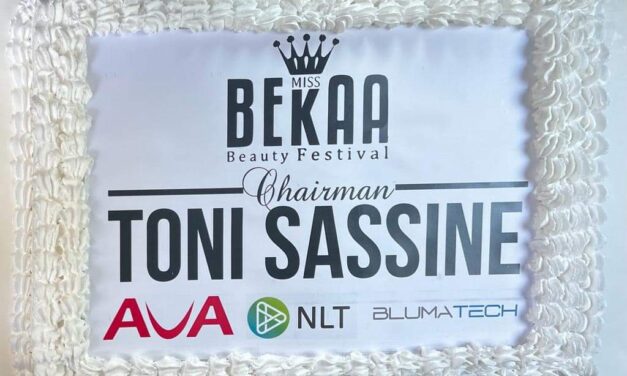 MISS
BEKAA
Beauty Festival
Chairman
TONI SASSINE
AVA NLT BLUMATECH